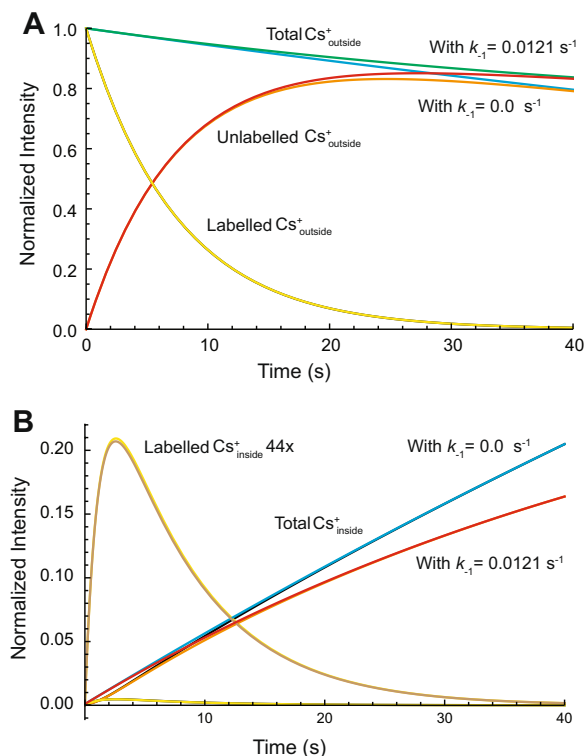 A
1.0
0.8
0.6
0.4
0.2
0.0
Normalized Intensity
Total Cs⁺outside
With k₋₁= 0.0121 s⁻¹
With k₋₁= 0.0 s⁻¹
Unlabelled Cs⁺outside
Labelled Cs⁺outside
0 10 20 30 40
Time (s)
B
0.20
0.15
0.10
0.05
0.00
Normalized Intensity
Labelled Cs⁺inside 44x
With k₋₁= 0.0 s⁻¹
Total Cs⁺inside
With k₋₁= 0.0121 s⁻¹
10 20 30 40
Time (s)